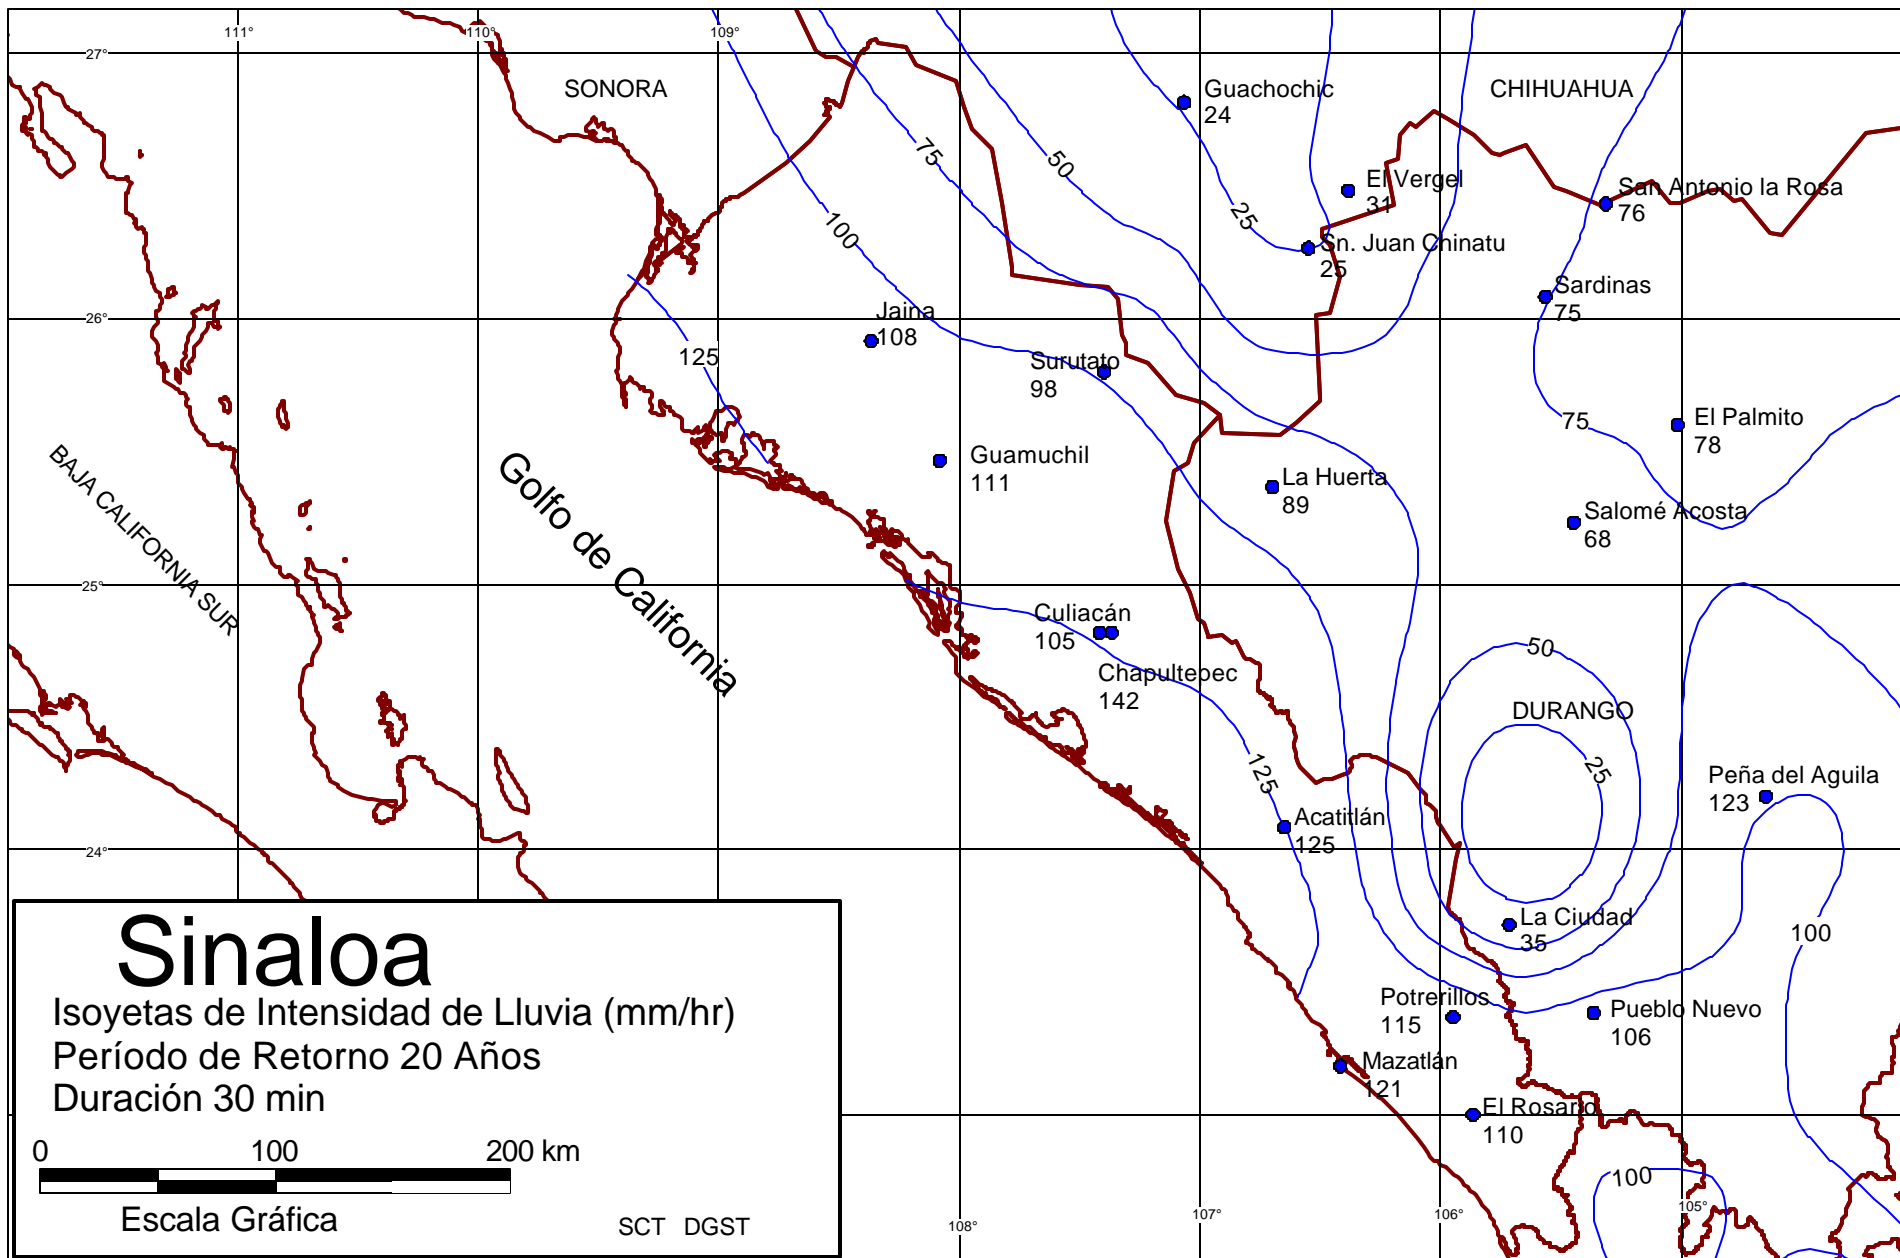 111°
110°
109°
27°
SONORA
Guachochic
24
CHIHUAHUA
75
50
El Vergel
31
San Antonio la Rosa
76
25
100
Sn. Juan Chinatu
25
Sardinas
75
26°
Jaina
108
125
Surutato
98
75
El Palmito
78
BAJA CALIFORNIA SUR
Golfo de California
Guamuchil
111
La Huerta
89
Salomé Acosta
68
25°
Culiacán
105
50
Chapultepec
142
DURANGO
125
25
Peña del Aguila
123
Acatitlán
125
24°
La Ciudad
35
100
Sinaloa
Isoyetas de Intensidad de Lluvia (mm/hr)
Período de Retorno 20 Años
Duración 30 min
Potrerillos
115
Pueblo Nuevo
106
Mazatlán
121
El Rosario
110
0 100 200 km
Escala Gráfica
SCT DGST
100
108°
107°
106°
105°